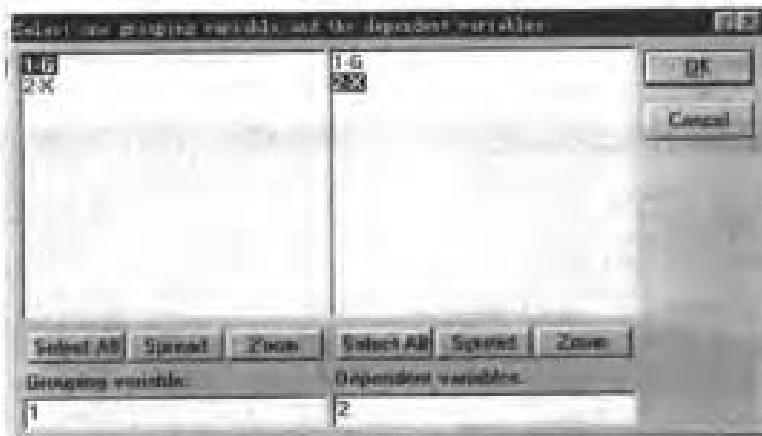 Select one grouping variable and the dependent variables
1-G
2-X
1-G
2-X
OK
Cancel
Select All
Spread
Zoom
Select All
Spread
Zoom
Grouping variable:
Dependent variables:
1
2